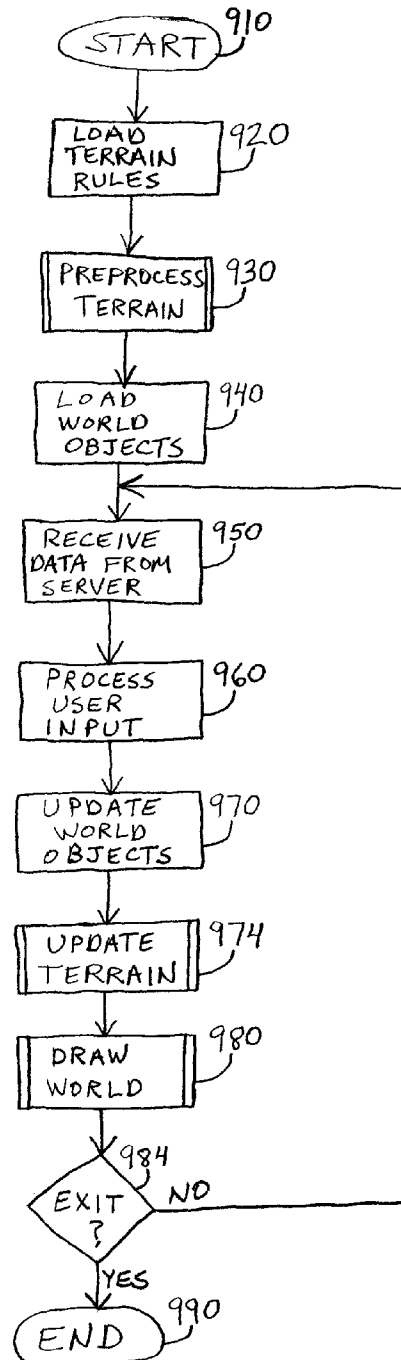 910
START
920
LOAD
TERRAIN
RULES
930
PREPROCESS
TERRAIN
940
LOAD
WORLD
OBJECTS
950
RECEIVE
DATA FROM
SERVER
960
PROCESS
USER
INPUT
970
UPDATE
WORLD
OBJECTS
974
UPDATE
TERRAIN
980
DRAW
WORLD
984
EXIT
?
NO
YES
990
END